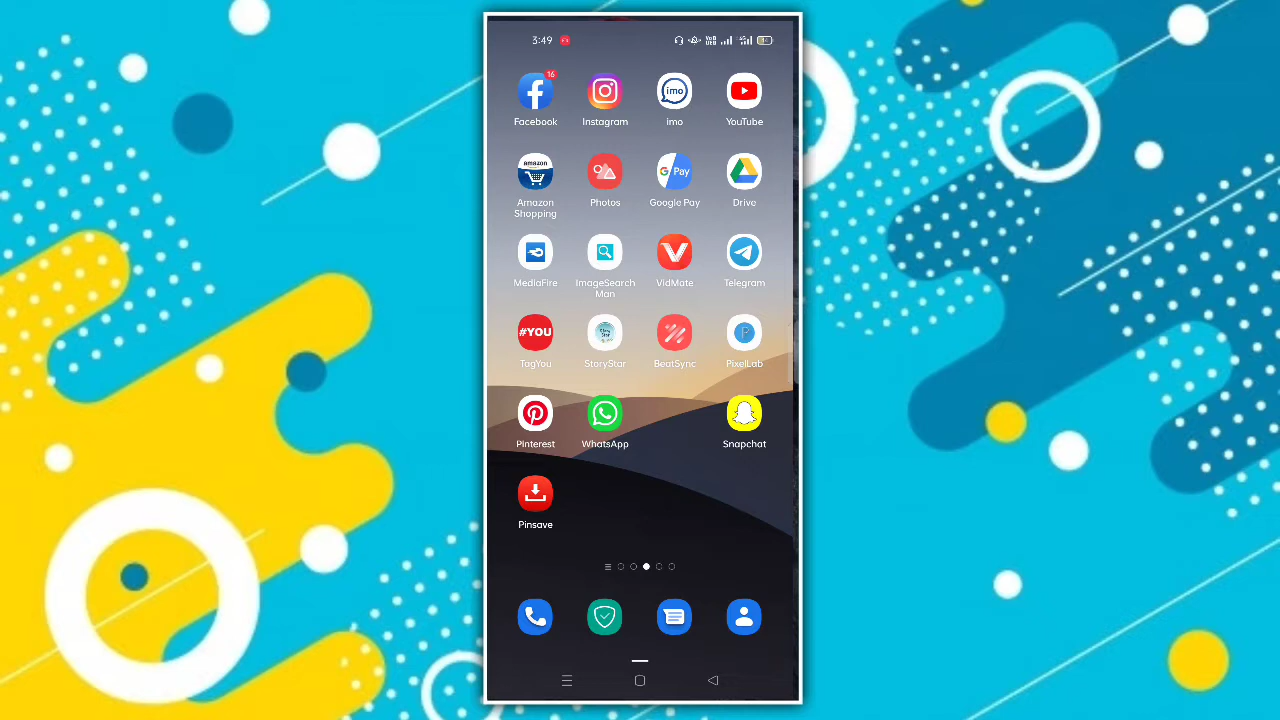 3:49
16
imo
Facebook
Instagram
imo
YouTube
amazon
G Pay
Amazon
Shopping
Photos
Google Pay
Drive
MediaFire
ImageSearch
Man
VidMate
Telegram
#YOU
P
TagYou
StoryStar
BeatSync
PixelLab
Pinterest
WhatsApp
Snapchat
Pinsave